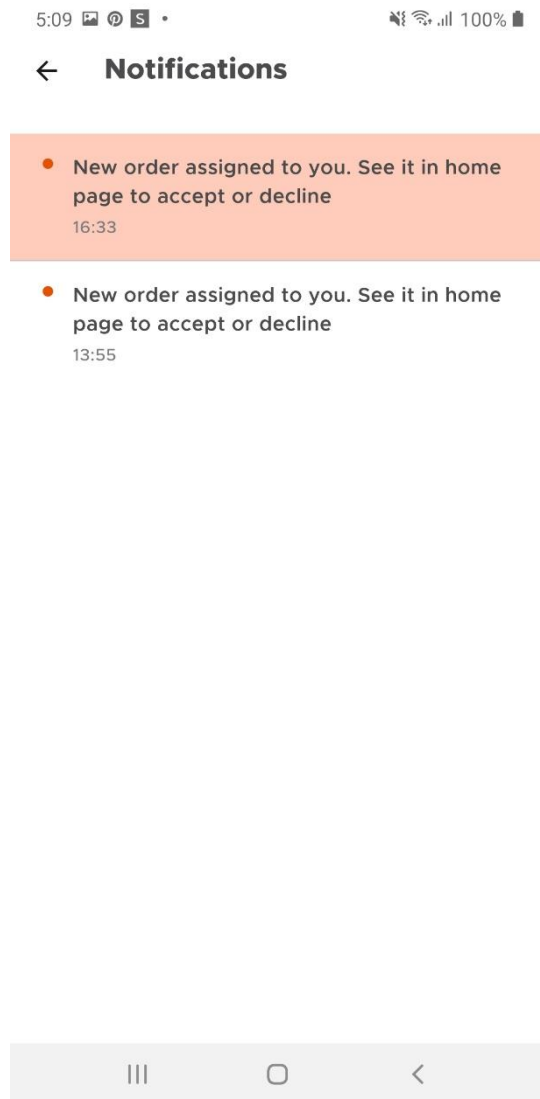 5:09 S 100%
Notifications
New order assigned to you. See it in home
page to accept or decline
16:33
New order assigned to you. See it in home
page to accept or decline
13:55